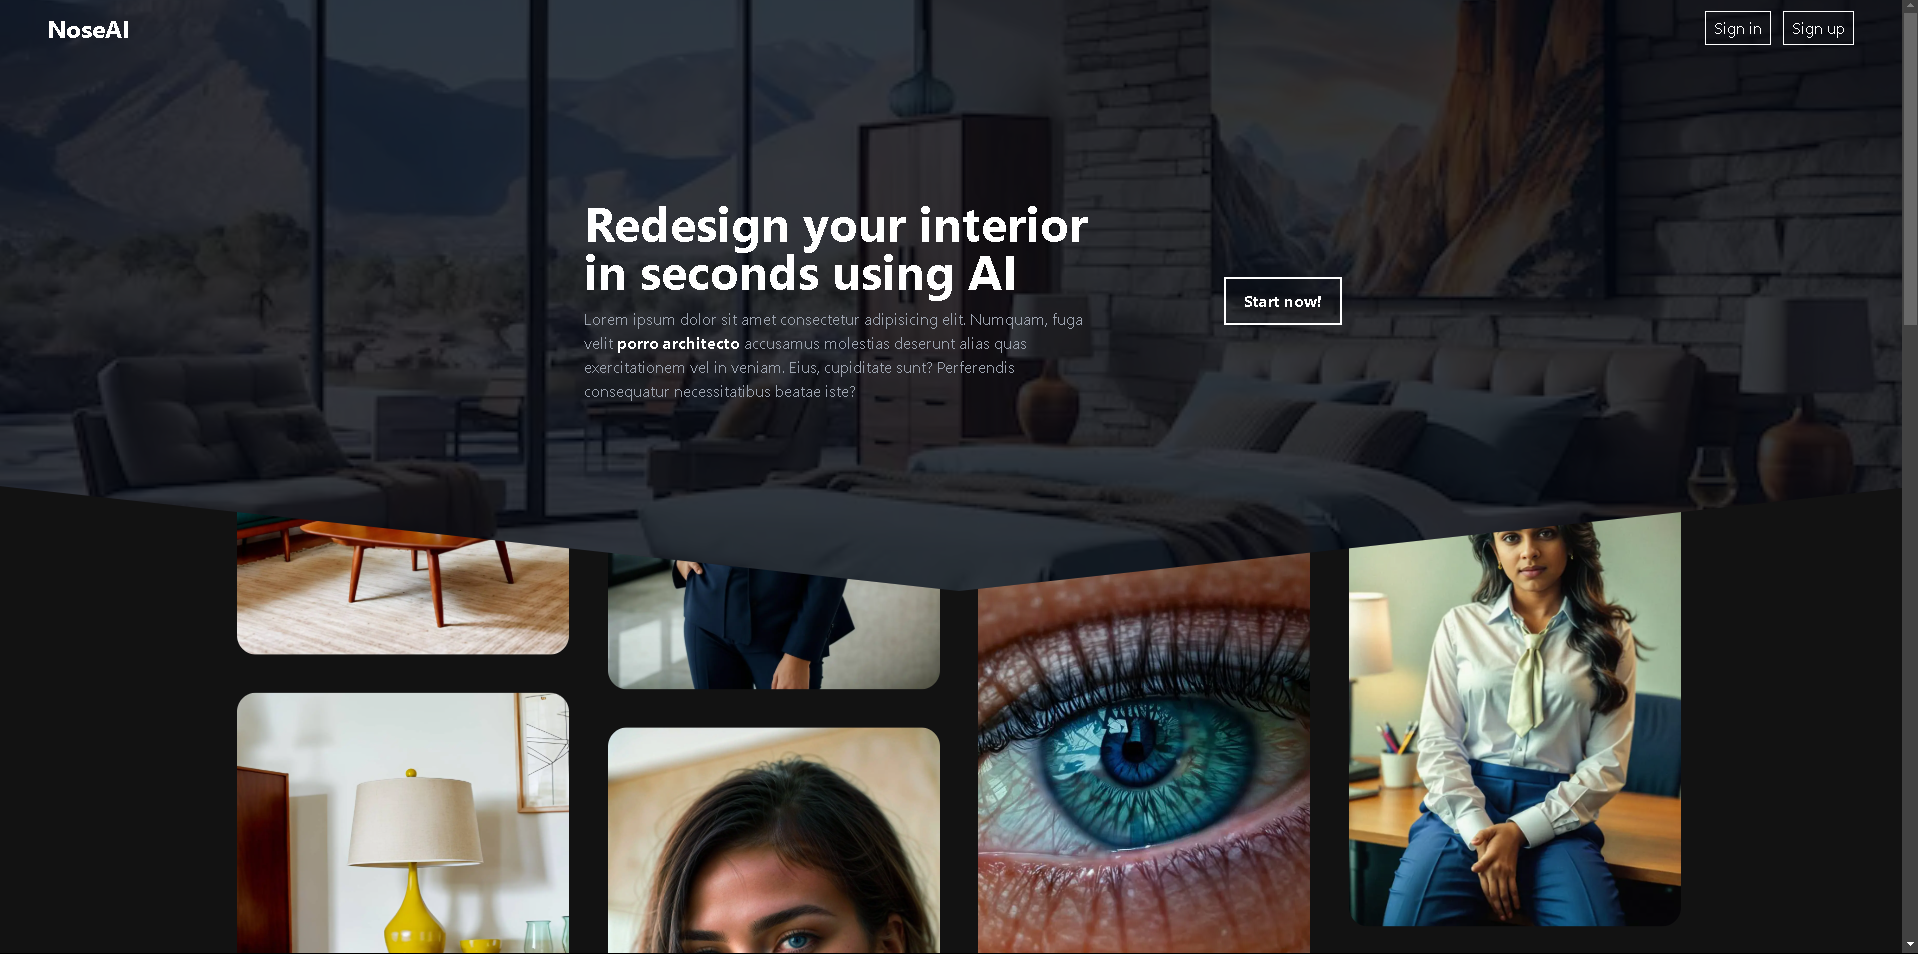 NoseAI
Sign in
Sign up
Redesign your interior
in seconds using AI
Lorem ipsum dolor sit amet consectetur adipisicing elit. Numquam, fuga
velit porro architecto accusamus molestias deserunt alias quas
exercitationem vel in veniam. Eius, cupiditate sunt? Perferendis
consequatur necessitatibus beatae iste?
Start now!